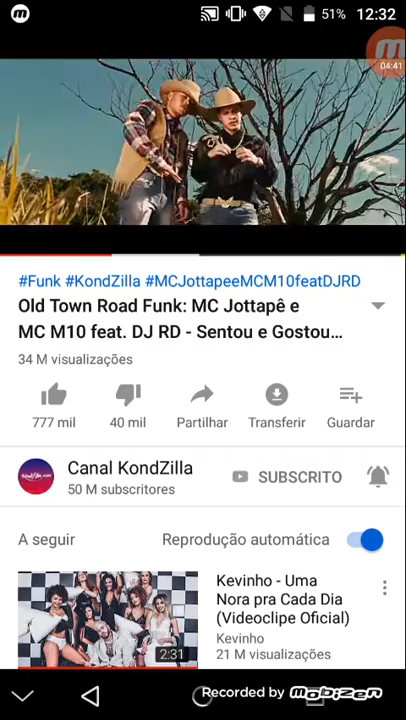 51% 12:32
04:41
#Funk #KondZilla #MCJottapeeMCM10featDJRD
Old Town Road Funk: MC Jottapê e
MC M10 feat. DJ RD - Sentou e Gostou...
34 M visualizações
777 mil
40 mil
Partilhar
Transferir
Guardar
Canal KondZilla
50 M subscritores
SUBSCRITO
A seguir
Reprodução automática
2:31
Kevinho - Uma
Nora pra Cada Dia
(Videoclipe Oficial)
Kevinho
21 M visualizações
Recorded by mobizen